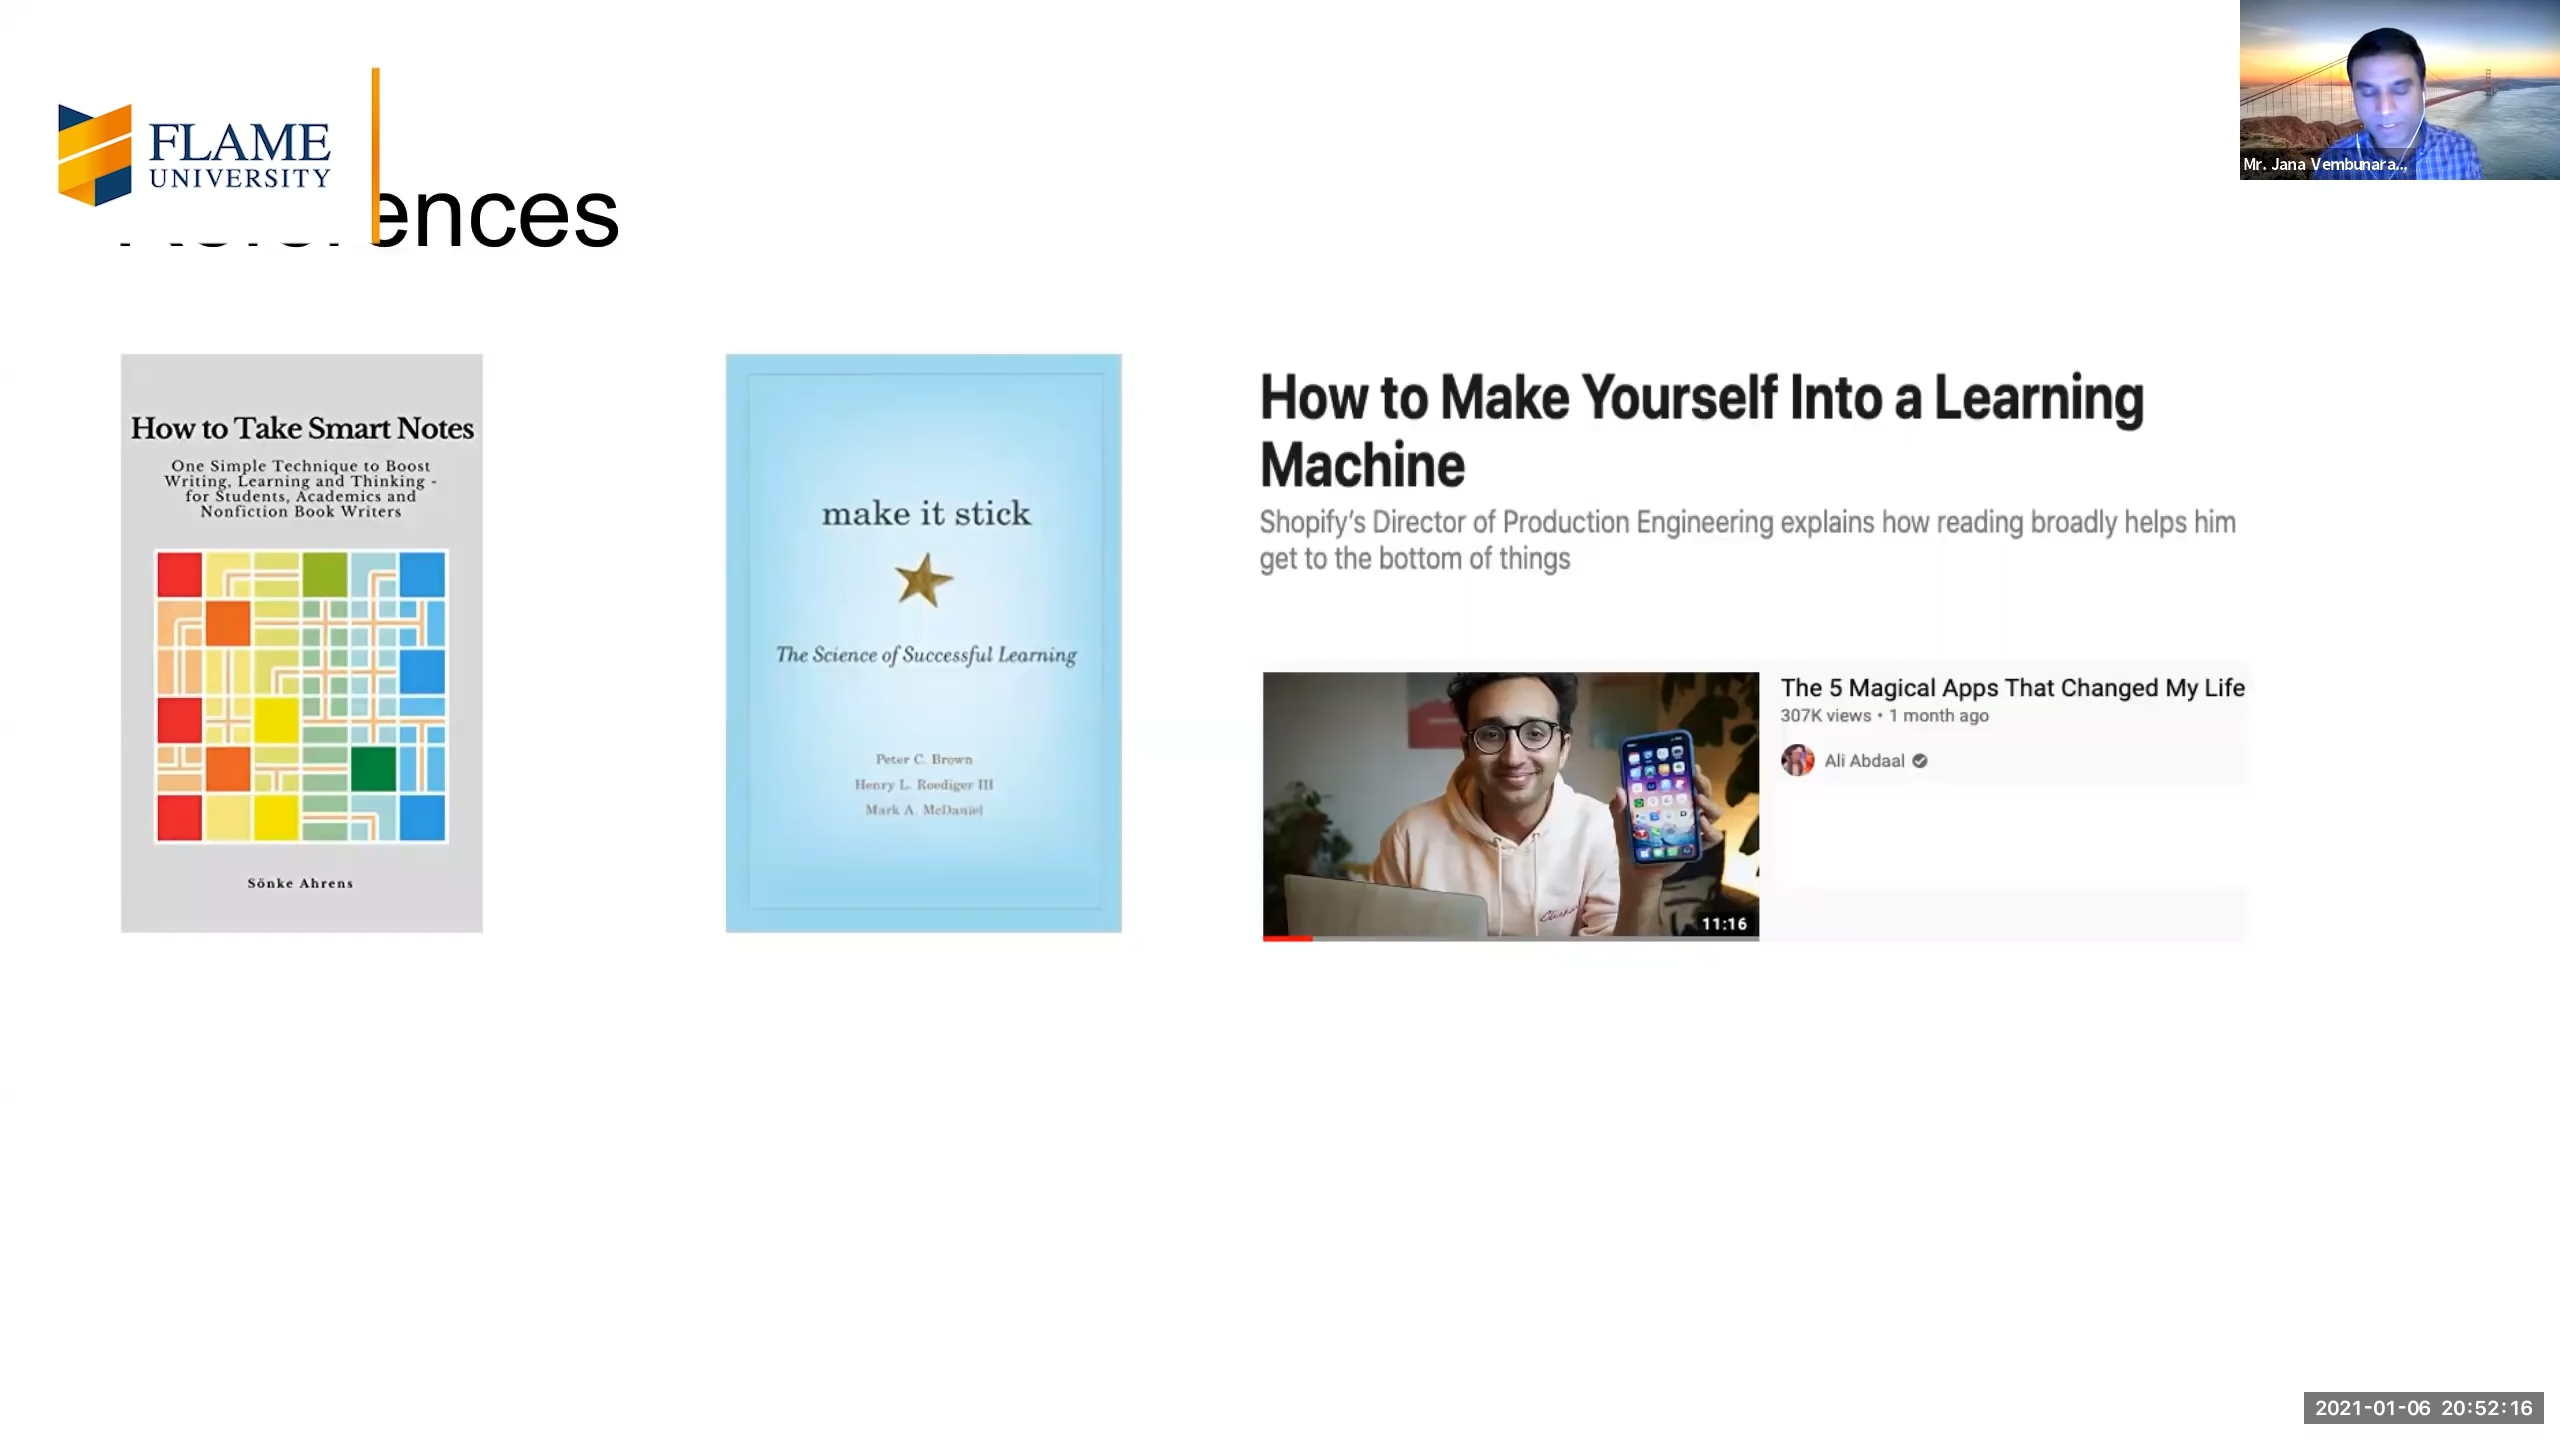 FLAME
UNIVERSITY
ences
How to Take Smart Notes
One Simple Technique to Boost
Writing, Learning and Thinking -
for Students, Academics and
Nonfiction Book Writers
Sönke Ahrens
make it stick
The Science of Successful Learning
Peter C. Brown
Henry L. Roediger III
Mark A. McDaniel
How to Make Yourself Into a Learning
Machine
Shopify's Director of Production Engineering explains how reading broadly helps him
get to the bottom of things
11:16
The 5 Magical Apps That Changed My Life
307K views • 1 month ago
Ali Abdaal
Mr. Jana Vembunara...
2021-01-06 20:52:16